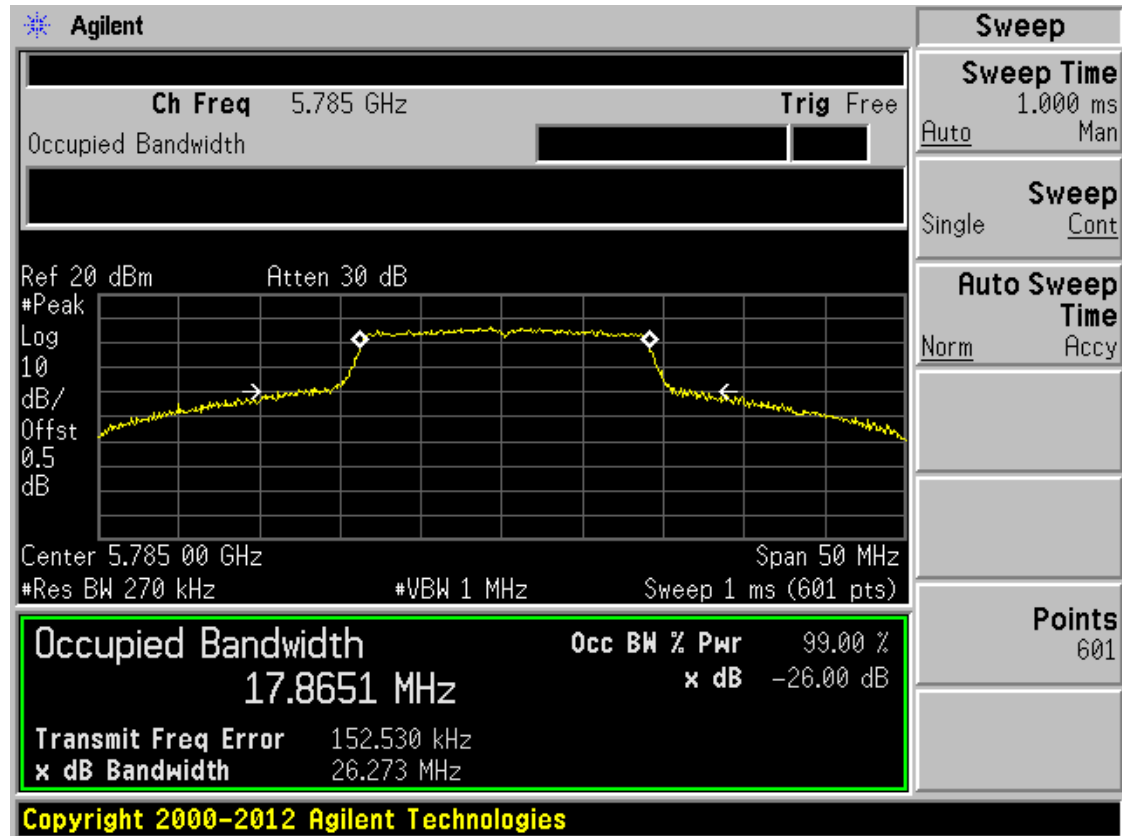 Agilent
Ch Freq 5.785 GHz
Trig Free
Occupied Bandwidth
Ref 20 dBm
Atten 30 dB
#Peak
Log
10
dB/
Offst
0.5
dB
Center 5.785 00 GHz
Span 50 MHz
#Res BW 270 kHz
#VBW 1 MHz
Sweep 1 ms (601 pts)
Occupied Bandwidth
17.8651 MHz
Occ BW % Pwr 99.00 %
x dB -26.00 dB
Transmit Freq Error 152.530 kHz
x dB Bandwidth 26.273 MHz
Sweep
Sweep Time
1.000 ms
Auto Man
Sweep
Single Cont
Auto Sweep
Time
Norm Accy
Points
601
Copyright 2000-2012 Agilent Technologies